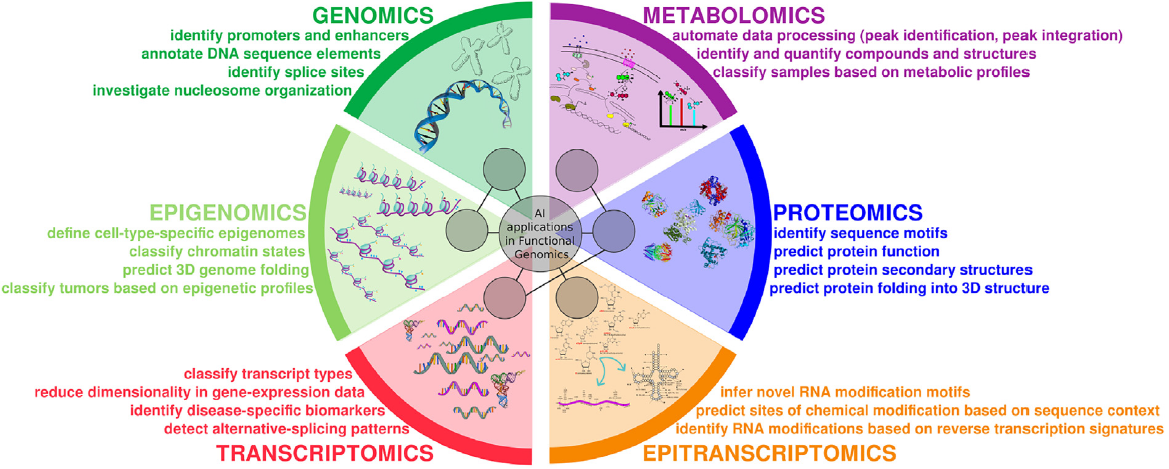 GENOMICS
identify promoters and enhancers
annotate DNA sequence elements
identify splice sites
investigate nucleosome organization
METABOLOMICS
automate data processing (peak identification, peak integration)
identify and quantify compounds and structures
classify samples based on metabolic profiles
EPIGENOMICS
define cell-type-specific epigenomes
classify chromatin states
predict 3D genome folding
classify tumors based on epigenetic profiles
AI
applications
in Functional
Genomics
PROTEOMICS
identify sequence motifs
predict protein function
predict protein secondary structures
predict protein folding into 3D structure
classify transcript types
reduce dimensionality in gene-expression data
identify disease-specific biomarkers
detect alternative-splicing patterns
TRANSCRIPTOMICS
infer novel RNA modification motifs
predict sites of chemical modification based on sequence context
identify RNA modifications based on reverse transcription signatures
EPITRANSCRIPTOMICS